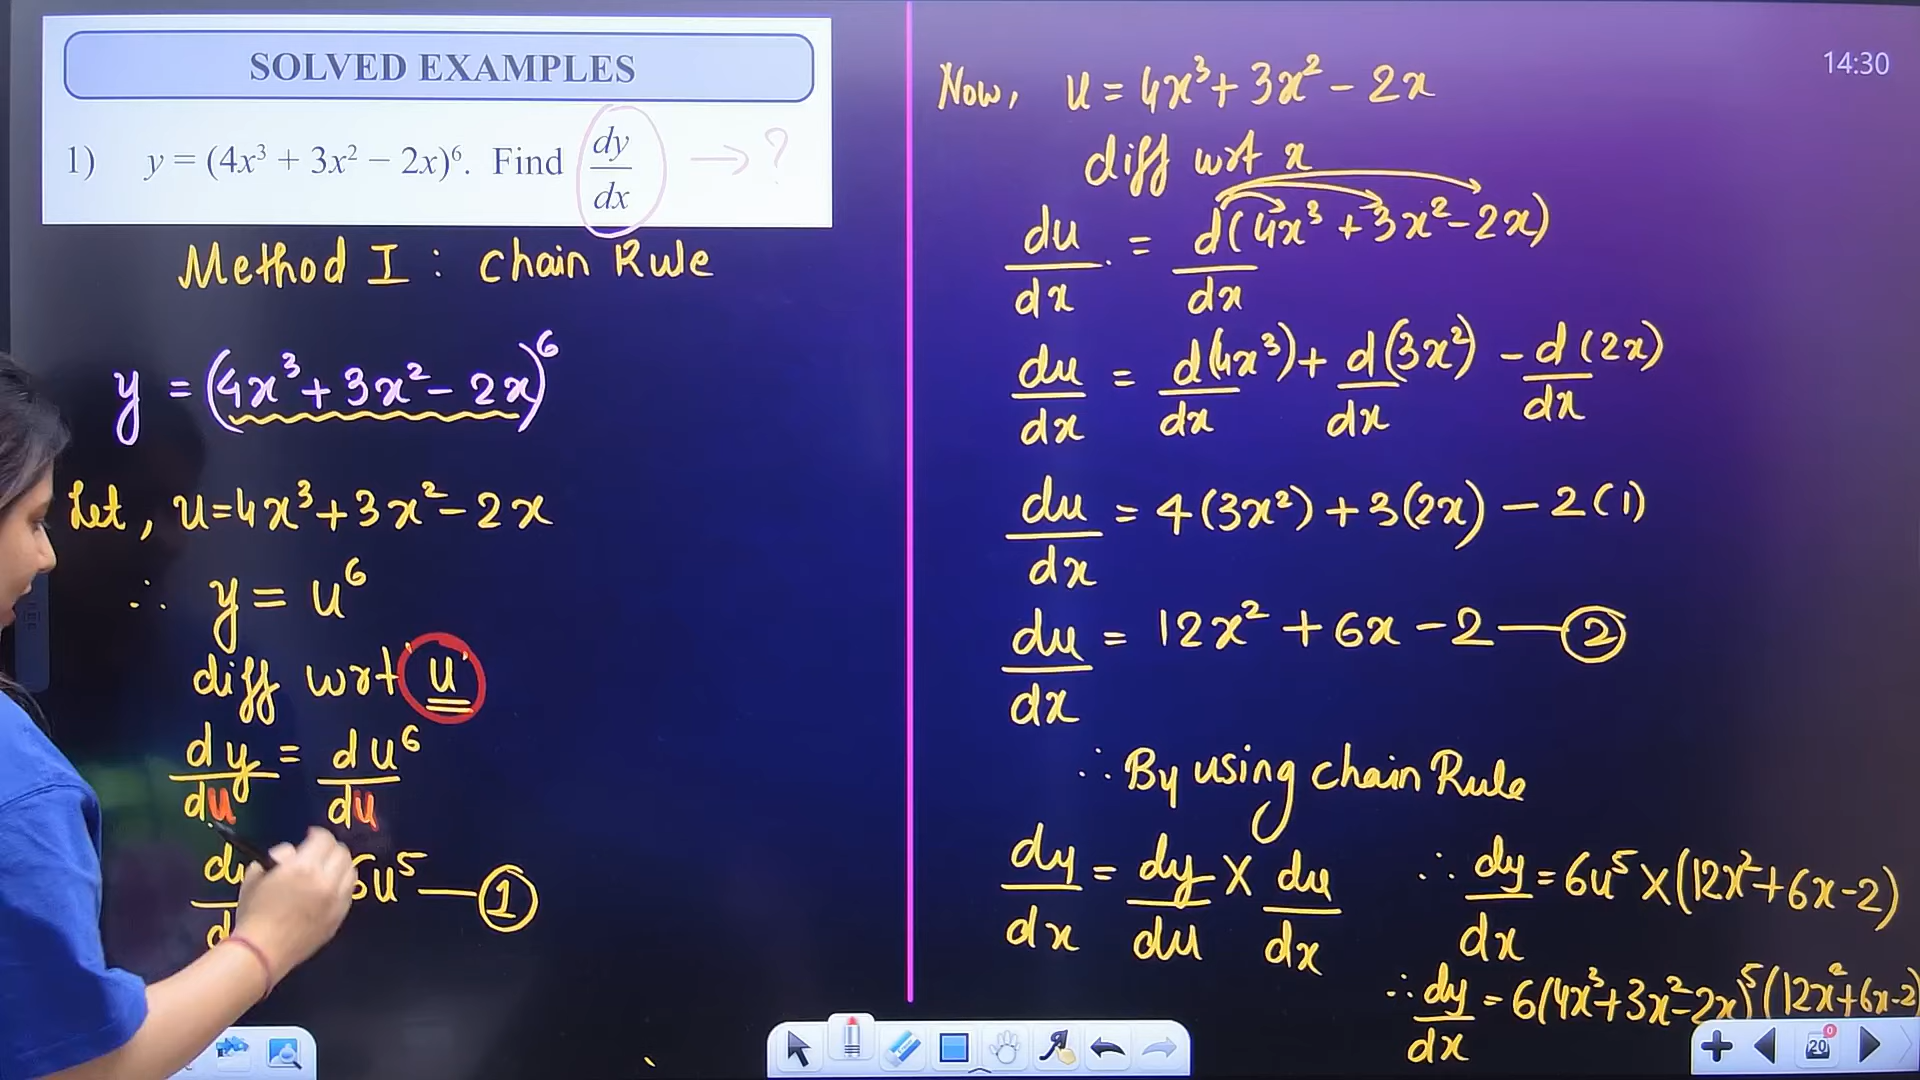 SOLVED EXAMPLES
1) y = (4x³ + 3x² − 2x)⁶. Find dy/dx → ?
Method I : Chain Rule
y = (4x³ + 3x² − 2x)⁶
Let, u = 4x³ + 3x² − 2x
∴ y = u⁶
diff wrt u
dy/du = du⁶/du
dy 6u⁵ — ①
14:30
Now, u = 4x³ + 3x² − 2x
diff wrt x
du/dx = d/dx (4x³ + 3x² − 2x)
du/dx = d/dx (4x³) + d/dx (3x²) − d/dx (2x)
du/dx = 4(3x²) + 3(2x) − 2(1)
du/dx = 12x² + 6x − 2 — ②
∴ By using chain Rule
dy/dx = dy/du × du/dx
∴ dy/dx = 6u⁵ × (12x² + 6x − 2)
∴ dy/dx = 6(4x³ + 3x² − 2x)⁵ (12x² + 6x − 2)
20
0